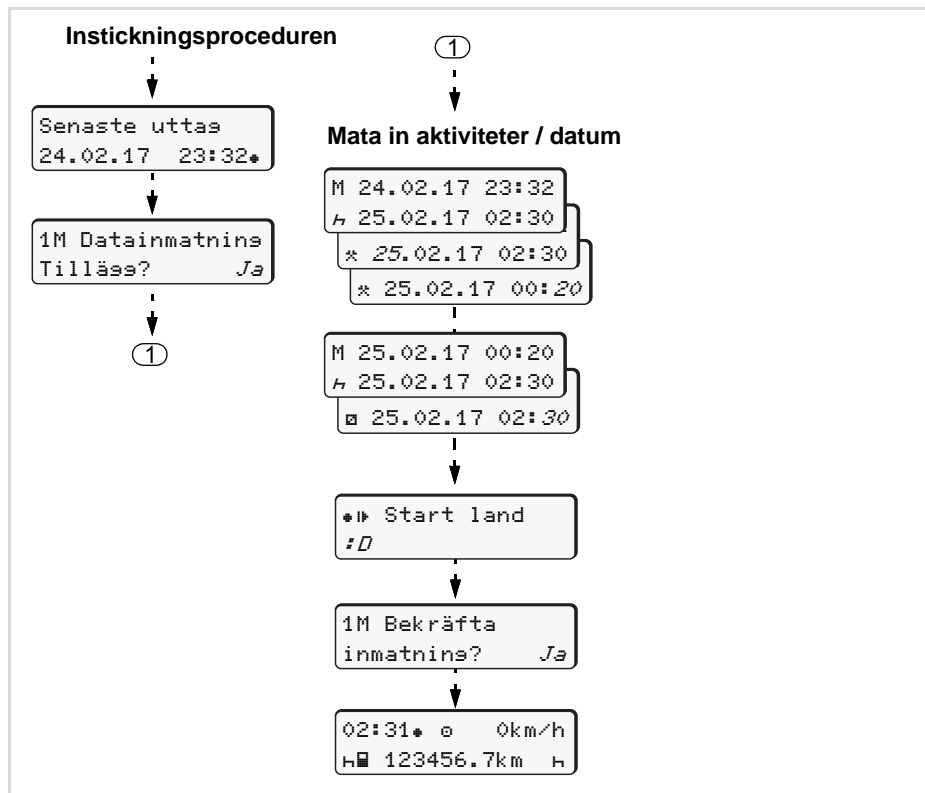 Instickningsproceduren
Senaste uttag
24.02.17 23:32●
1M Datainmatning
Tillägg? Ja
1
1
Mata in aktiviteter / datum
M 24.02.17 23:32
25.02.17 02:30
25.02.17 02:30
25.02.17 00:20
M 25.02.17 00:20
25.02.17 02:30
25.02.17 02:30
Start land
:D
1M Bekräfta
inmatning? Ja
02:31● 0km/h
123456.7km